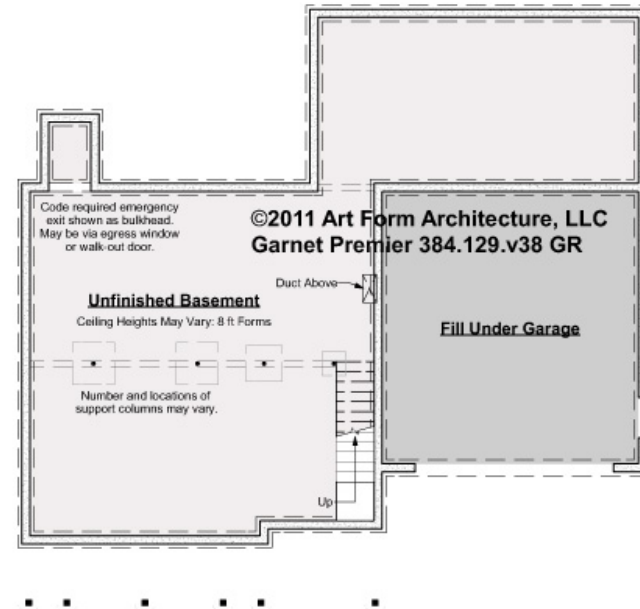 Code required emergency
exit shown as bulkhead.
May be via egress window
or walk-out door.
©2011 Art Form Architecture, LLC
Garnet Premier 384.129.v38 GR
Duct Above
Unfinished Basement
Ceiling Heights May Vary: 8 ft Forms
Fill Under Garage
Number and locations of
support columns may vary.
Up